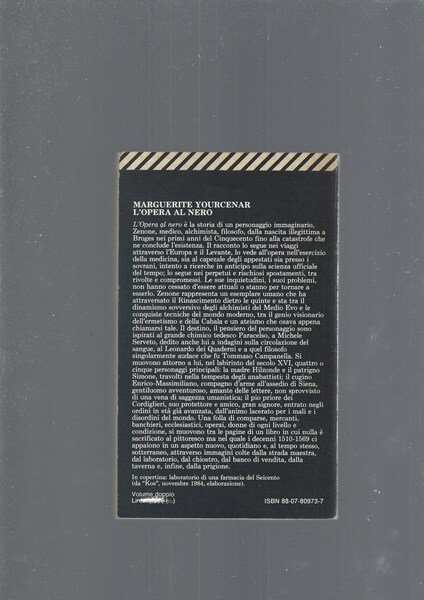 MARGUERITE YOURCENAR
L'OPERA AL NERO
L'Opera al nero è la storia di un personaggio immaginario,
Zenone, medico, alchimista, filosofo, dalla nascita illegittima a
Bruges nei primi anni del Cinquecento fino alla catastrofe che
ne conclude l'esistenza. Il racconto lo segue nei viaggi
attraverso l'Europa e il Levante, lo vede all'opera nell'esercizio
della medicina, sia al capezale degli appestati sia presso i
sovrani, intento a ricerche in anticipo sulla scienza ufficiale
del tempo; lo segue nei perpetui e rischiosi spostamenti, tra
rivolte e compromessi. Le sue inquietudini, i suoi problemi,
non hanno cessato d'essere attuali o stanno per tornare a
esserlo. Zenone rappresenta un esemplare umano che ha
attraversato il Rinascimento dietro le quinte e sta tra il
dinamismo sovversivo degli alchimisti del Medio Evo e le
conquiste tecniche del mondo moderno, tra il genio visionario
dell'ermetismo e della Cabala e un ateismo che osava appena
chiamarsi tale. Il destino, il pensiero del personaggio sono
ispirati al grande chimico tedesco Paracelso, a Michele
Serveto, dedito anche lui a indagini sulla circolazione del
sangue, al Leonardo dei Quaderni e a quel filosofo
singolarmente audace che fu Tommaso Campanella. Si
muovono attorno a lui, nel labirinto del secolo XVI, quattro o
cinque personaggi principali: la madre Hilzonde e il patrigno
Simone, travolti nella tempesta degli anabattisti; il cugino
Enrico-Massimiliano, compagno d'arme all'assedio di Siena,
gentiluomo avventuroso, amante delle lettere, non sprovvisto
di una vena di saggezza umanistica; il pio priore dei
Cordiglieri, suo protettore e amico, gran signore, entrato negli
ordini in età già avanzata, dall'animo lacerato per i mali e i
disordini del mondo. Una folla di comparse, mercanti,
banchieri, ecclesiastici, operai, donne di ogni livello e
condizione, si muovono tra le pagine di un libro in cui nulla è
sacrificato al pittoresco ma nel quale i decenni 1510-1569 ci
appaiono in un aspetto nuovo, quotidiano e, al tempo stesso,
sotterraneo, attraverso immagini colte dalla strada maestra,
dal laboratorio, dal chiostro, dal banco di vendita, dalla
taverna e, infine, dalla prigione.
In copertina: laboratorio di una farmacia del Seicento
(da "Kos", novembre 1984, elaborazione).
Volume doppio
ISBN 88-07-80973-7